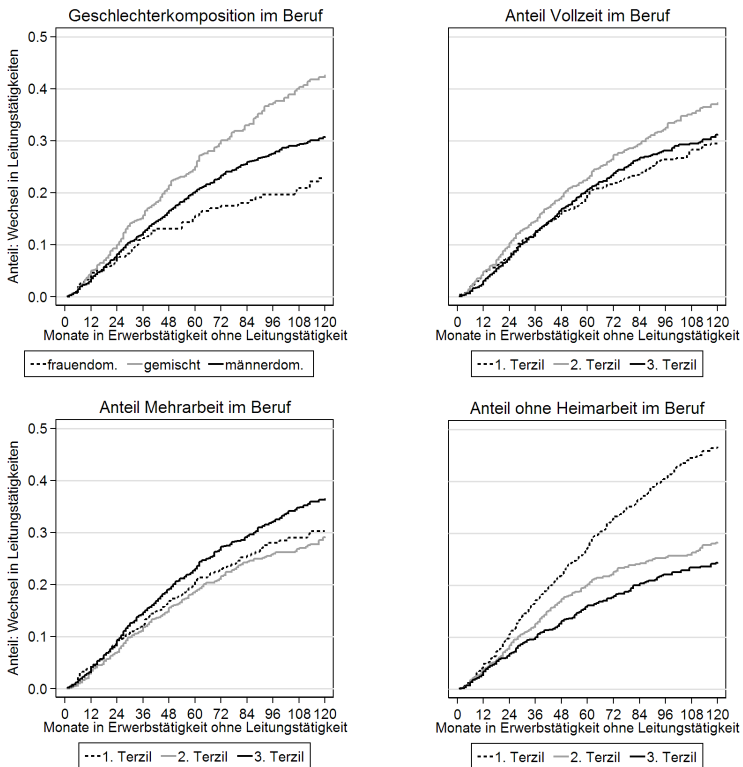 Geschlechterkomposition im Beruf
Anteil: Wechsel in Leitungstätigkeiten
0.5
0.4
0.3
0.2
0.1
0.0
0 12 24 36 48 60 72 84 96 108 120
Monate in Erwerbstätigkeit ohne Leitungstätigkeit
frauendom. gemischt männerdom.
Anteil Vollzeit im Beruf
0 12 24 36 48 60 72 84 96 108 120
Monate in Erwerbstätigkeit ohne Leitungstätigkeit
1. Terzil 2. Terzil 3. Terzil
Anteil Mehrarbeit im Beruf
Anteil: Wechsel in Leitungstätigkeiten
0.5
0.4
0.3
0.2
0.1
0.0
0 12 24 36 48 60 72 84 96 108 120
Monate in Erwerbstätigkeit ohne Leitungstätigkeit
1. Terzil 2. Terzil 3. Terzil
Anteil ohne Heimarbeit im Beruf
0 12 24 36 48 60 72 84 96 108 120
Monate in Erwerbstätigkeit ohne Leitungstätigkeit
1. Terzil 2. Terzil 3. Terzil